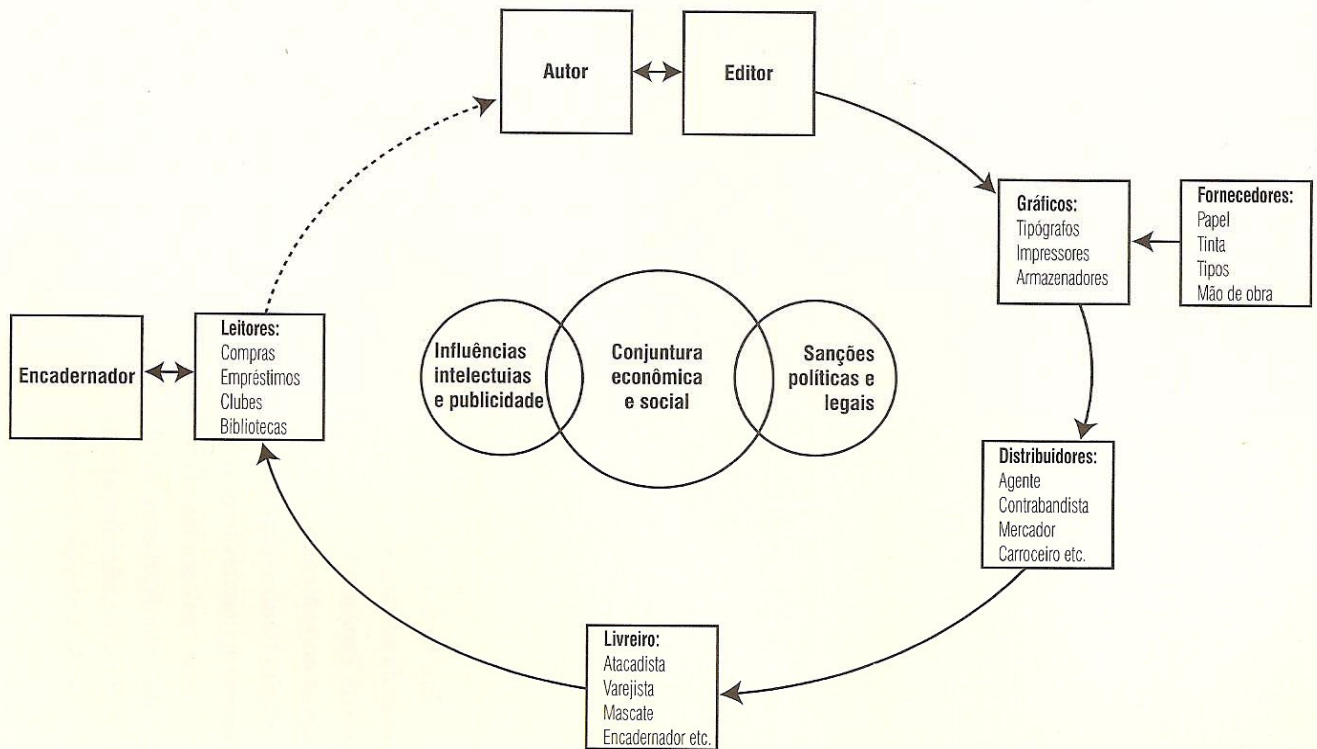 Autor
Editor
Gráficos:
Tipógrafos
Impressores
Armazenadores
Fornecedores:
Papel
Tinta
Tipos
Mão de obra
Encadernador
Leitores:
Compras
Empréstimos
Clubes
Bibliotecas
Influências
intelectuias
e publicidade
Conjuntura
econômica
e social
Sanções
políticas e
legais
Distribuidores:
Agente
Contrabandista
Mercador
Carroceiro etc.
Livreiro:
Atacadista
Varejista
Mascate
Encadernador etc.